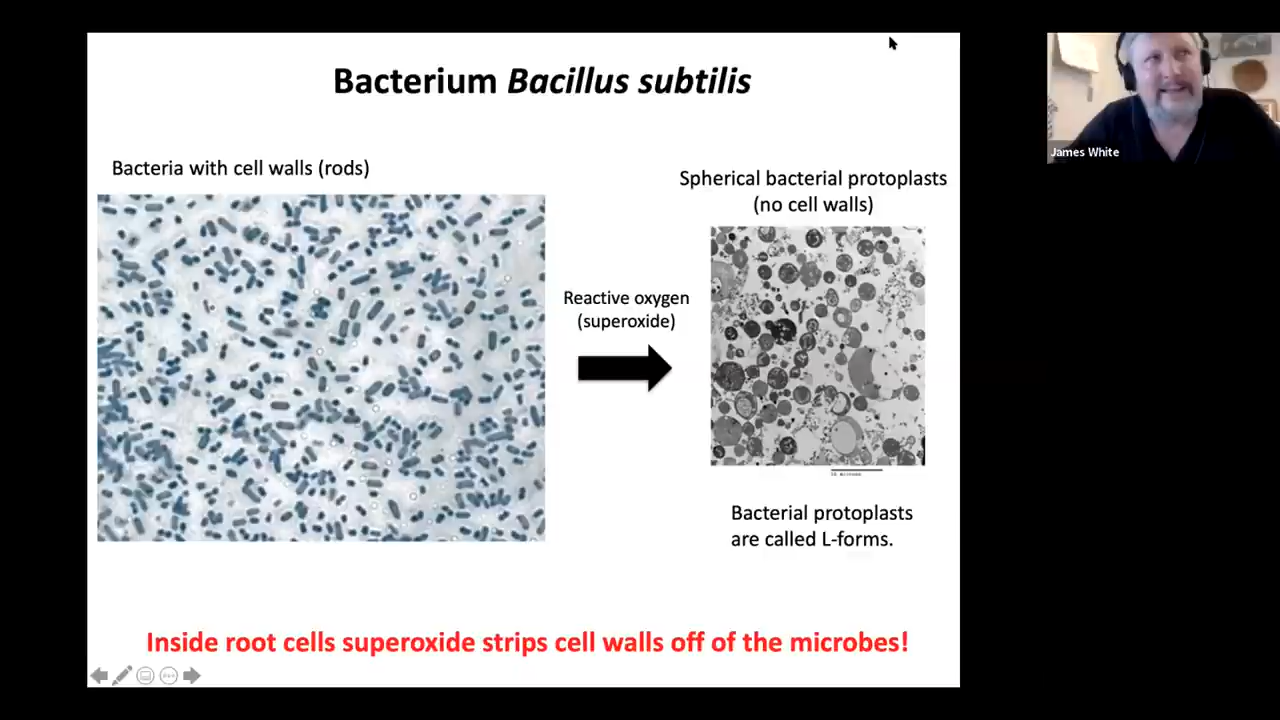 Bacterium Bacillus subtilis
Bacteria with cell walls (rods)
Spherical bacterial protoplasts
(no cell walls)
Reactive oxygen
(superoxide)
Bacterial protoplasts
are called L-forms.
Inside root cells superoxide strips cell walls off of the microbes!
James White